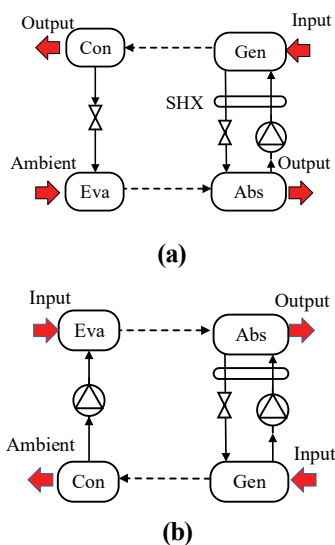 Output Con Gen Input
SHX
Ambient Eva Abs Output
(a)
Input Eva Abs Output
Ambient Con Gen Input
(b)